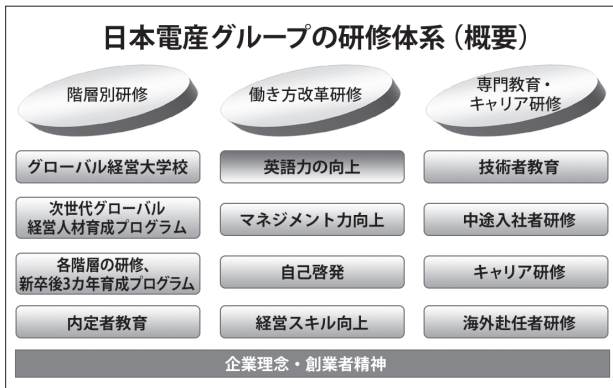 日本電産グループの研修体系（概要）
階層別研修
働き方改革研修
専門教育・
キャリア研修
グローバル経営大学校
英語力の向上
技術者教育
次世代グローバル
経営人材育成プログラム
マネジメント力向上
中途入社者研修
各階層の研修、
新卒後3カ年育成プログラム
自己啓発
キャリア研修
内定者教育
経営スキル向上
海外赴任者研修
企業理念・創業者精神